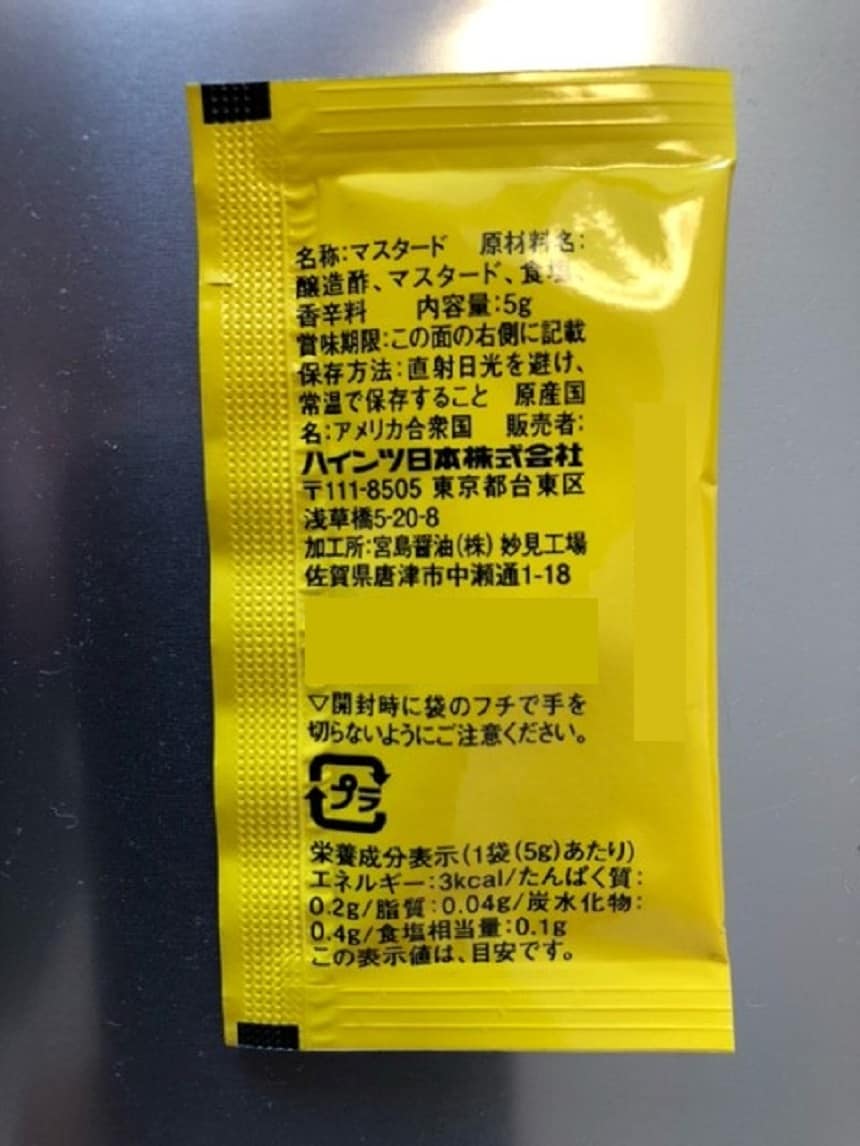 名称:マスタード 原材料名:
醸造酢、マスタード、食塩、
香辛料 内容量:5g
賞味期限:この面の右側に記載
保存方法:直射日光を避け、
常温で保存すること 原産国
名:アメリカ合衆国 販売者:
ハインツ日本株式会社
〒111-8505 東京都台東区
浅草橋5-20-8
加工所:宮島醤油(株) 妙見工場
佐賀県唐津市中瀬通1-18
▽開封時に袋のフチで手を
切らないようにご注意ください。
プラ
栄養成分表示(1袋(5g)あたり)
エネルギー:3kcal/たんぱく質:
0.2g/脂質:0.04g/炭水化物:
0.4g/食塩相当量:0.1g
この表示値は、目安です。